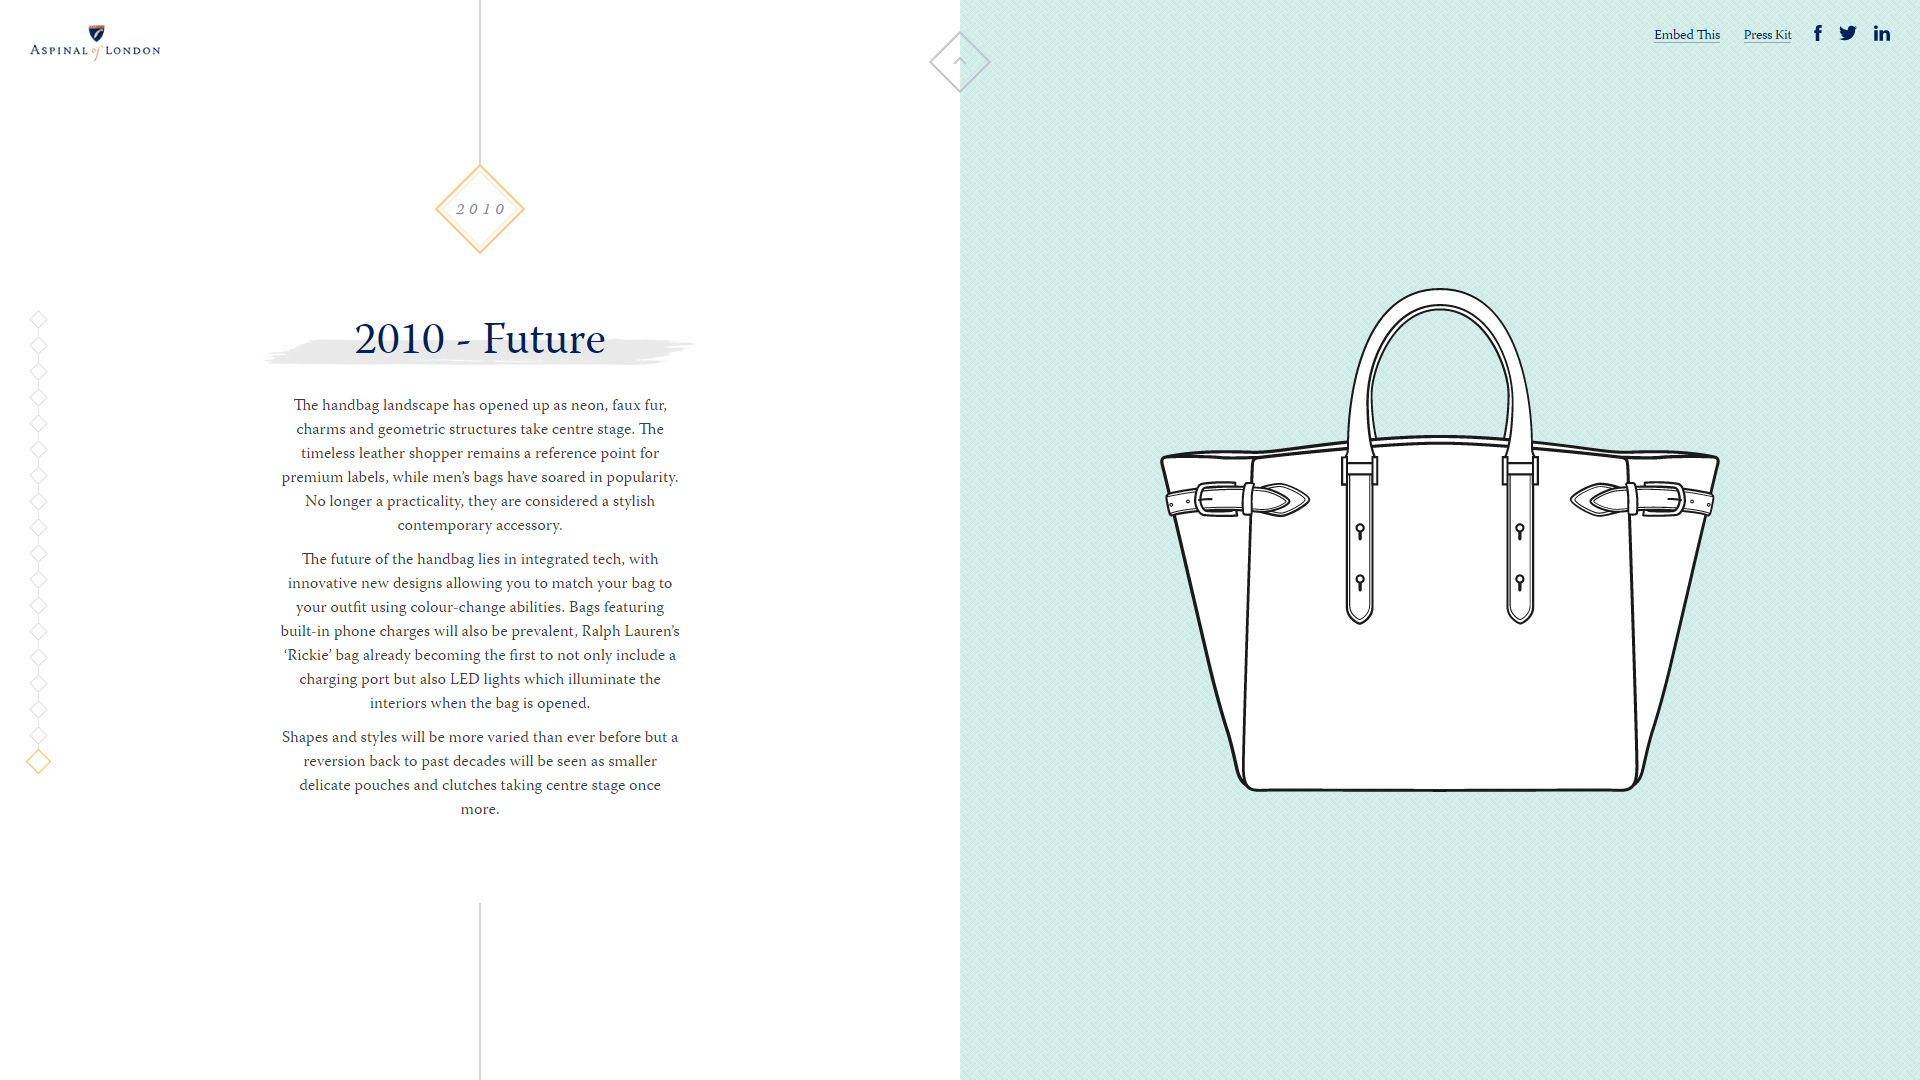 ASPINAL of LONDON
Embed This
Press Kit
2010
2010 - Future
The handbag landscape has opened up as neon, faux fur,
charms and geometric structures take centre stage. The
timeless leather shopper remains a reference point for
premium labels, while men’s bags have soared in popularity.
No longer a practicality, they are considered a stylish
contemporary accessory.
The future of the handbag lies in integrated tech, with
innovative new designs allowing you to match your bag to
your outfit using colour-change abilities. Bags featuring
built-in phone charges will also be prevalent, Ralph Lauren’s
‘Rickie’ bag already becoming the first to not only include a
charging port but also LED lights which illuminate the
interiors when the bag is opened.
Shapes and styles will be more varied than ever before but a
reversion back to past decades will be seen as smaller
delicate pouches and clutches taking centre stage once
more.